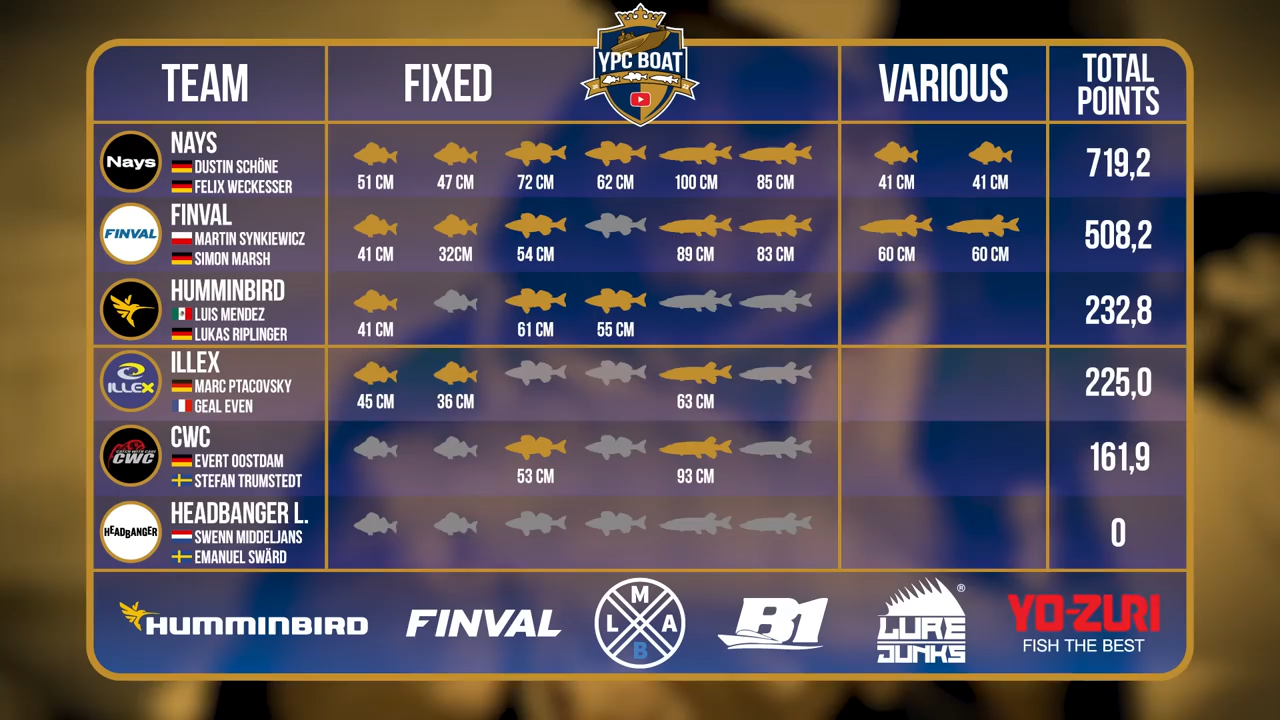 YPC BOAT
TEAM FIXED VARIOUS TOTAL POINTS
Nays NAYS
DUSTIN SCHÖNE
FELIX WECKESSER
51 CM 47 CM 72 CM 62 CM 100 CM 85 CM 41 CM 41 CM 719,2
FINVAL FINVAL
MARTIN SYNKIEWICZ
SIMON MARSH
41 CM 32CM 54 CM 89 CM 83 CM 60 CM 60 CM 508,2
HUMMINBIRD
LUIS MENDEZ
LUKAS RIPLINGER
41 CM 61 CM 55 CM 232,8
ILLEX ILLEX
MARC PTACOVSKY
GEAL EVEN
45 CM 36 CM 63 CM 225,0
CATCH WITH CARE CWC CWC
EVERT OOSTDAM
STEFAN TRUMSTEDT
53 CM 93 CM 161,9
HEADBANGER HEADBANGER L.
SWENN MIDDELJANS
EMANUEL SWÄRD
0
HUMMINBIRD FINVAL M L A B B1 LURE JUNKS ® YO-ZURI
FISH THE BEST